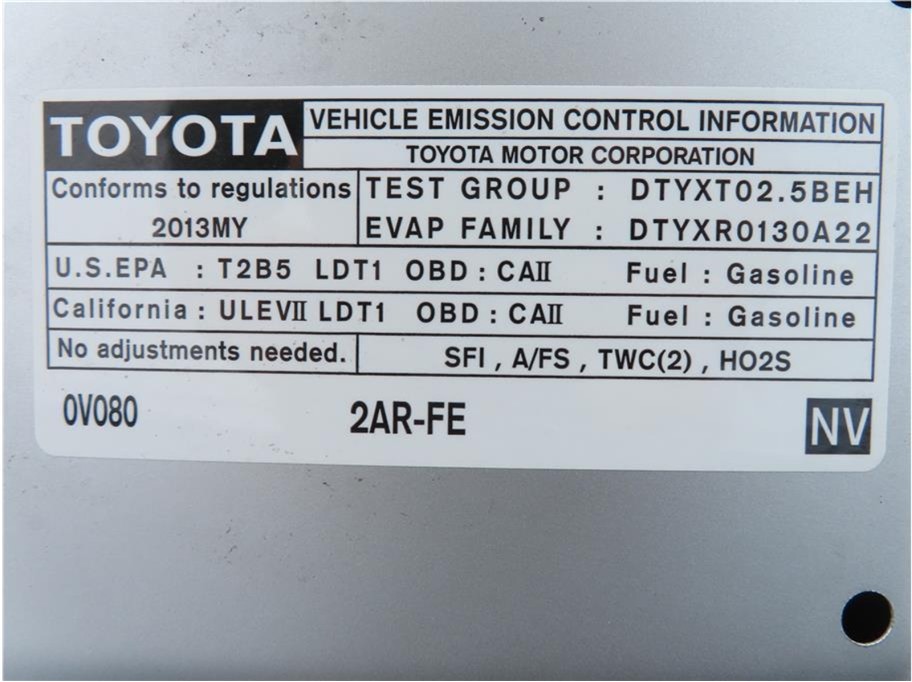 TOYOTA VEHICLE EMISSION CONTROL INFORMATION
TOYOTA MOTOR CORPORATION
Conforms to regulations
2013MY
TEST GROUP : DTYXT02.5BEH
EVAP FAMILY : DTYXR0130A22
U.S.EPA : T2B5 LDT1 OBD : CAII Fuel : Gasoline
California : ULEVII LDT1 OBD : CAII Fuel : Gasoline
No adjustments needed. SFI , A/FS , TWC(2) , HO2S
0V080 2AR-FE NV